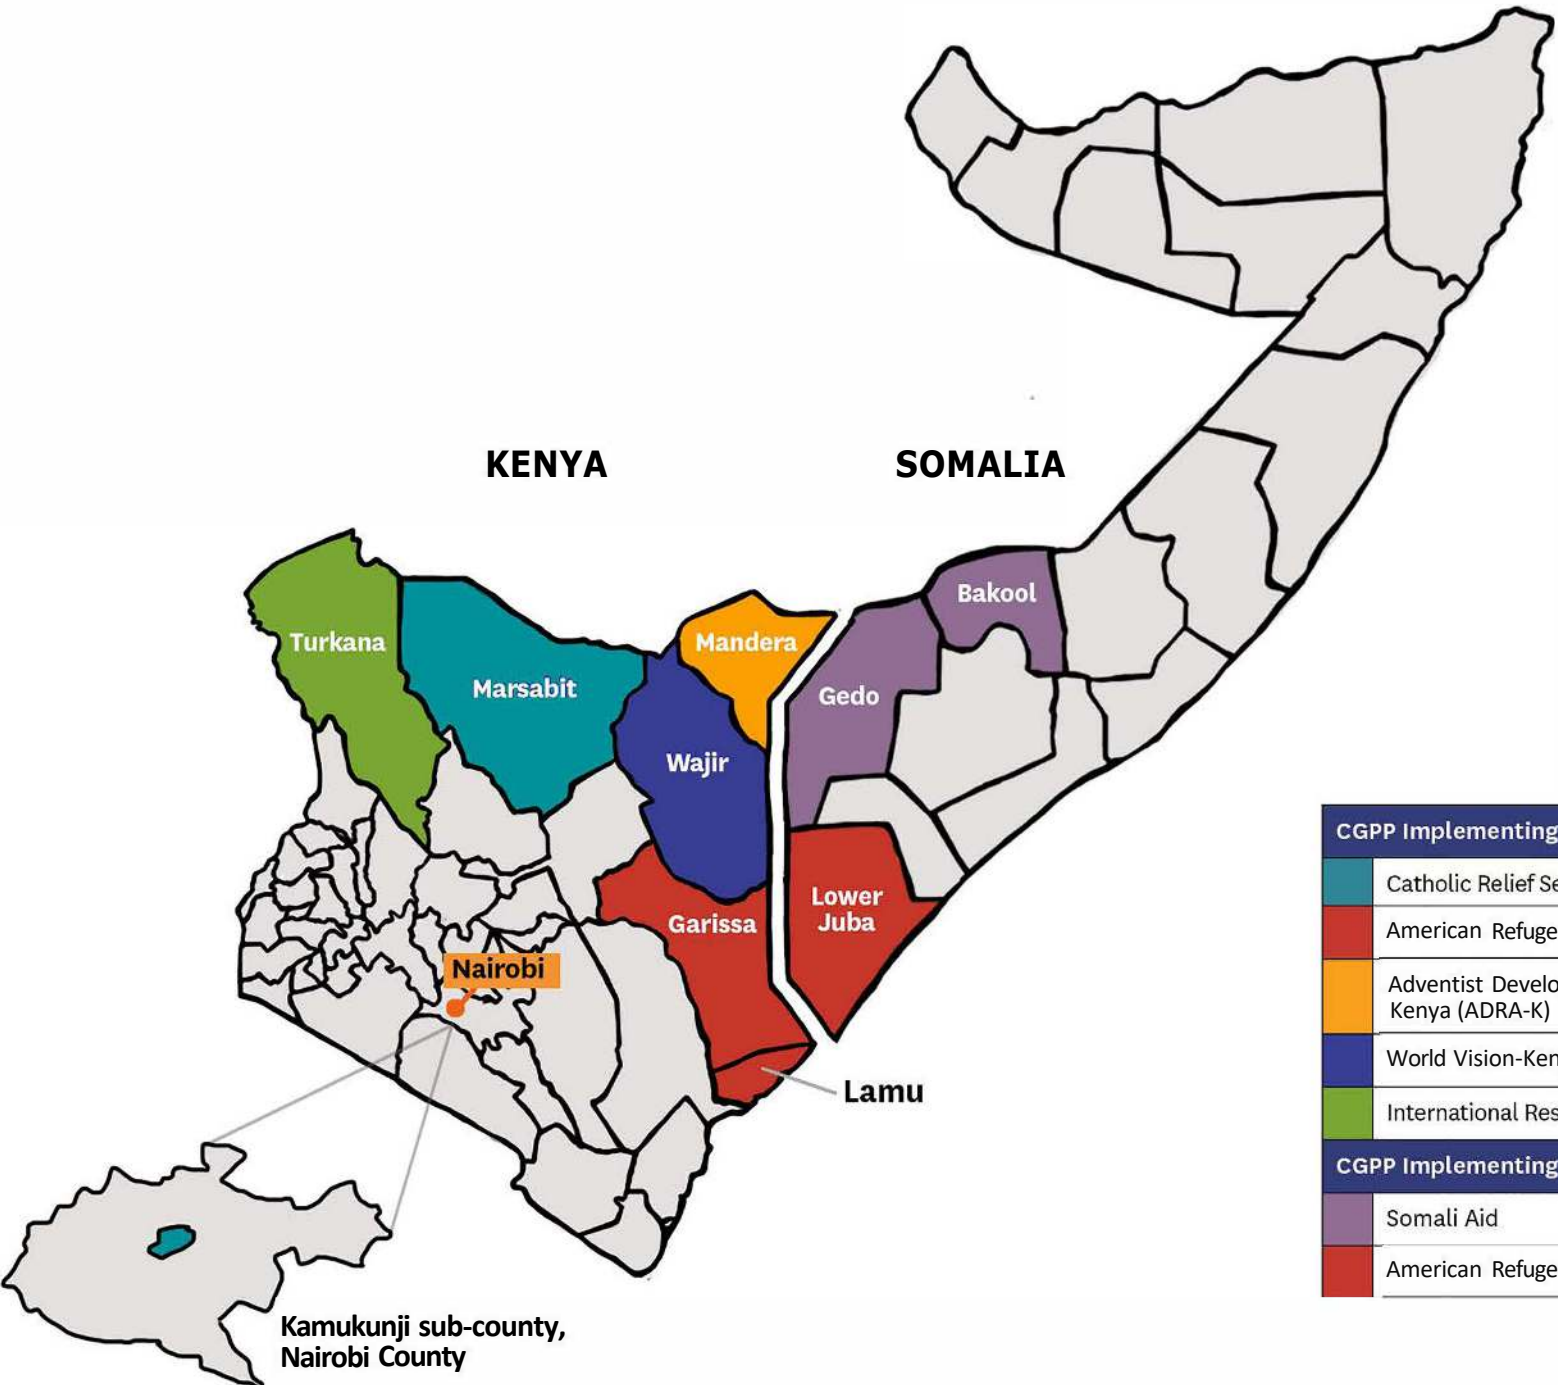 KENYA
SOMALIA
Turkana
Marsabit
Mandera
Wajir
Garissa
Nairobi
Lamu
Bakool
Gedo
Lower
Juba
Kamukunji sub-county,
Nairobi County
CGPP Implementing
Catholic Relief Se
American Refuge
Adventist Develo
Kenya (ADRA-K)
World Vision-Ken
International Res
CGPP Implementing
Somali Aid
American Refuge